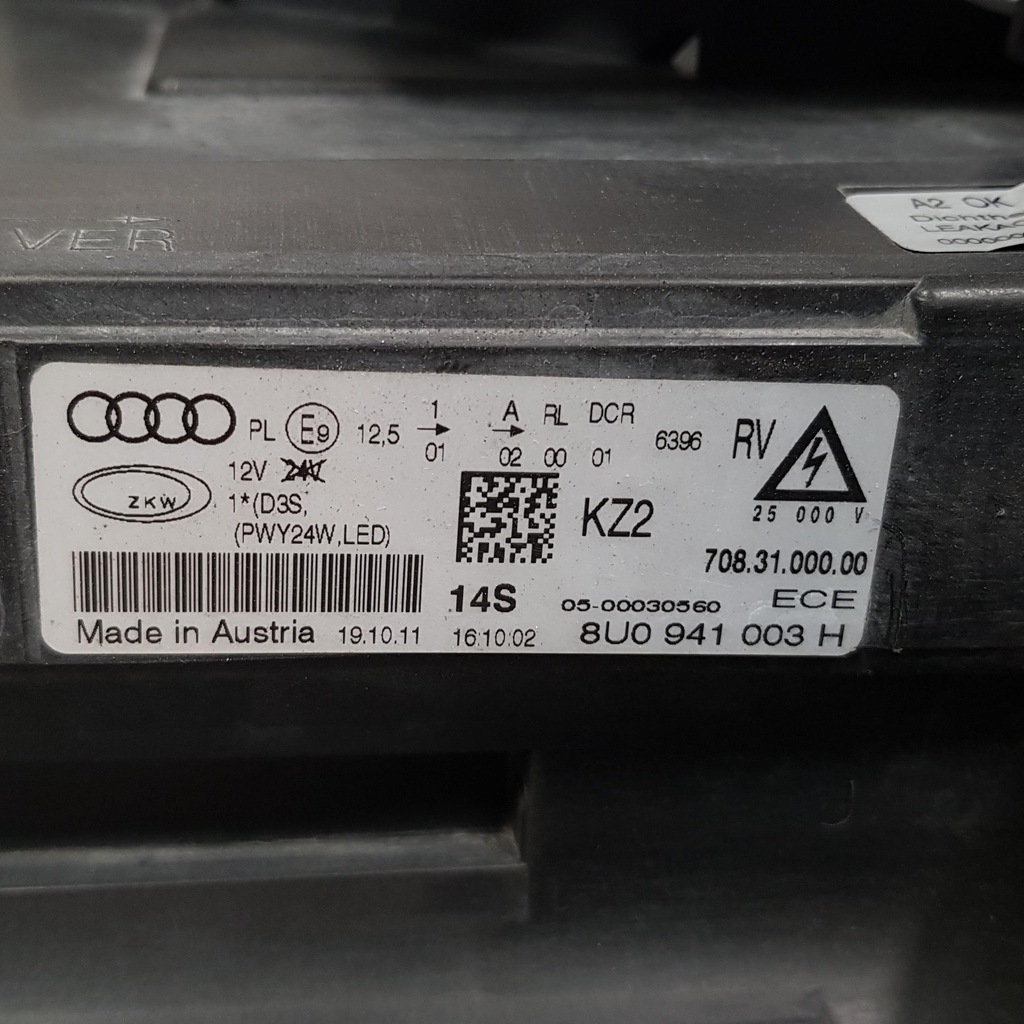 VER
A2 OK
LEAKA
PL E9 12,5 1 A RL DCR 6396 RV
01 02 00 01
12V 24V
ZKW
1*(D3S,
(PWY24W,LED)
KZ2
25 000 V
708.31.000.00
14S 05-00030560 ECE
Made in Austria 19.10.11 16:10:02 8U0 941 003 H